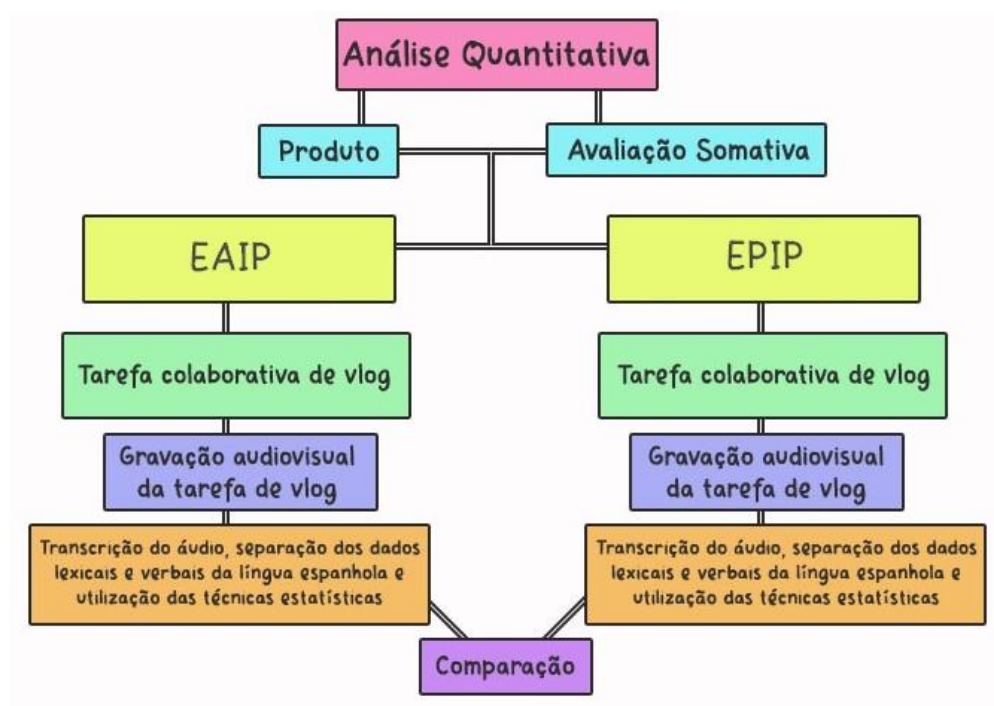 Análise Quantitativa
Produto
Avaliação Somativa
EAIP
EPIP
Tarefa colaborativa de vlog
Tarefa colaborativa de vlog
Gravação audiovisual
da tarefa de vlog
Gravação audiovisual
da tarefa de vlog
Transcrição do áudio, separação dos dados
lexicais e verbais da língua espanhola e
utilização das técnicas estatísticas
Transcrição do áudio, separação dos dados
lexicais e verbais da língua espanhola e
utilização das técnicas estatísticas
Comparação